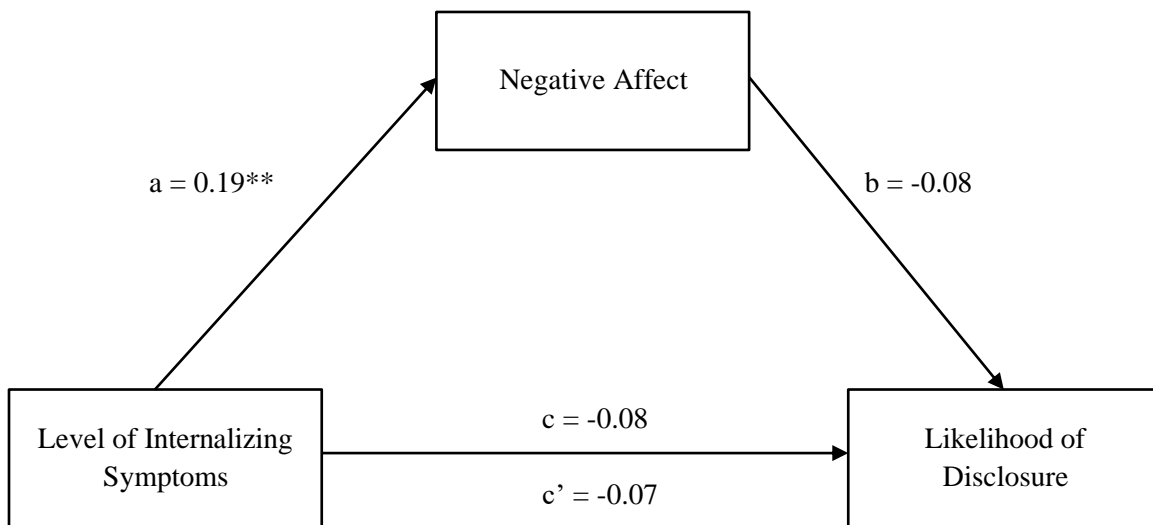 Negative Affect
a = 0.19**
b = -0.08
Level of Internalizing
Symptoms
c = -0.08
c’ = -0.07
Likelihood of
Disclosure